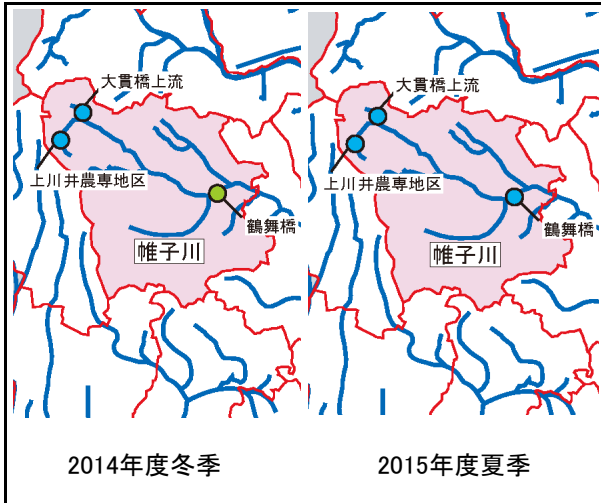 大貫橋上流
上川井農専地区
鶴舞橋
帷子川
2014年度冬季
大貫橋上流
上川井農専地区
鶴舞橋
帷子川
2015年度夏季